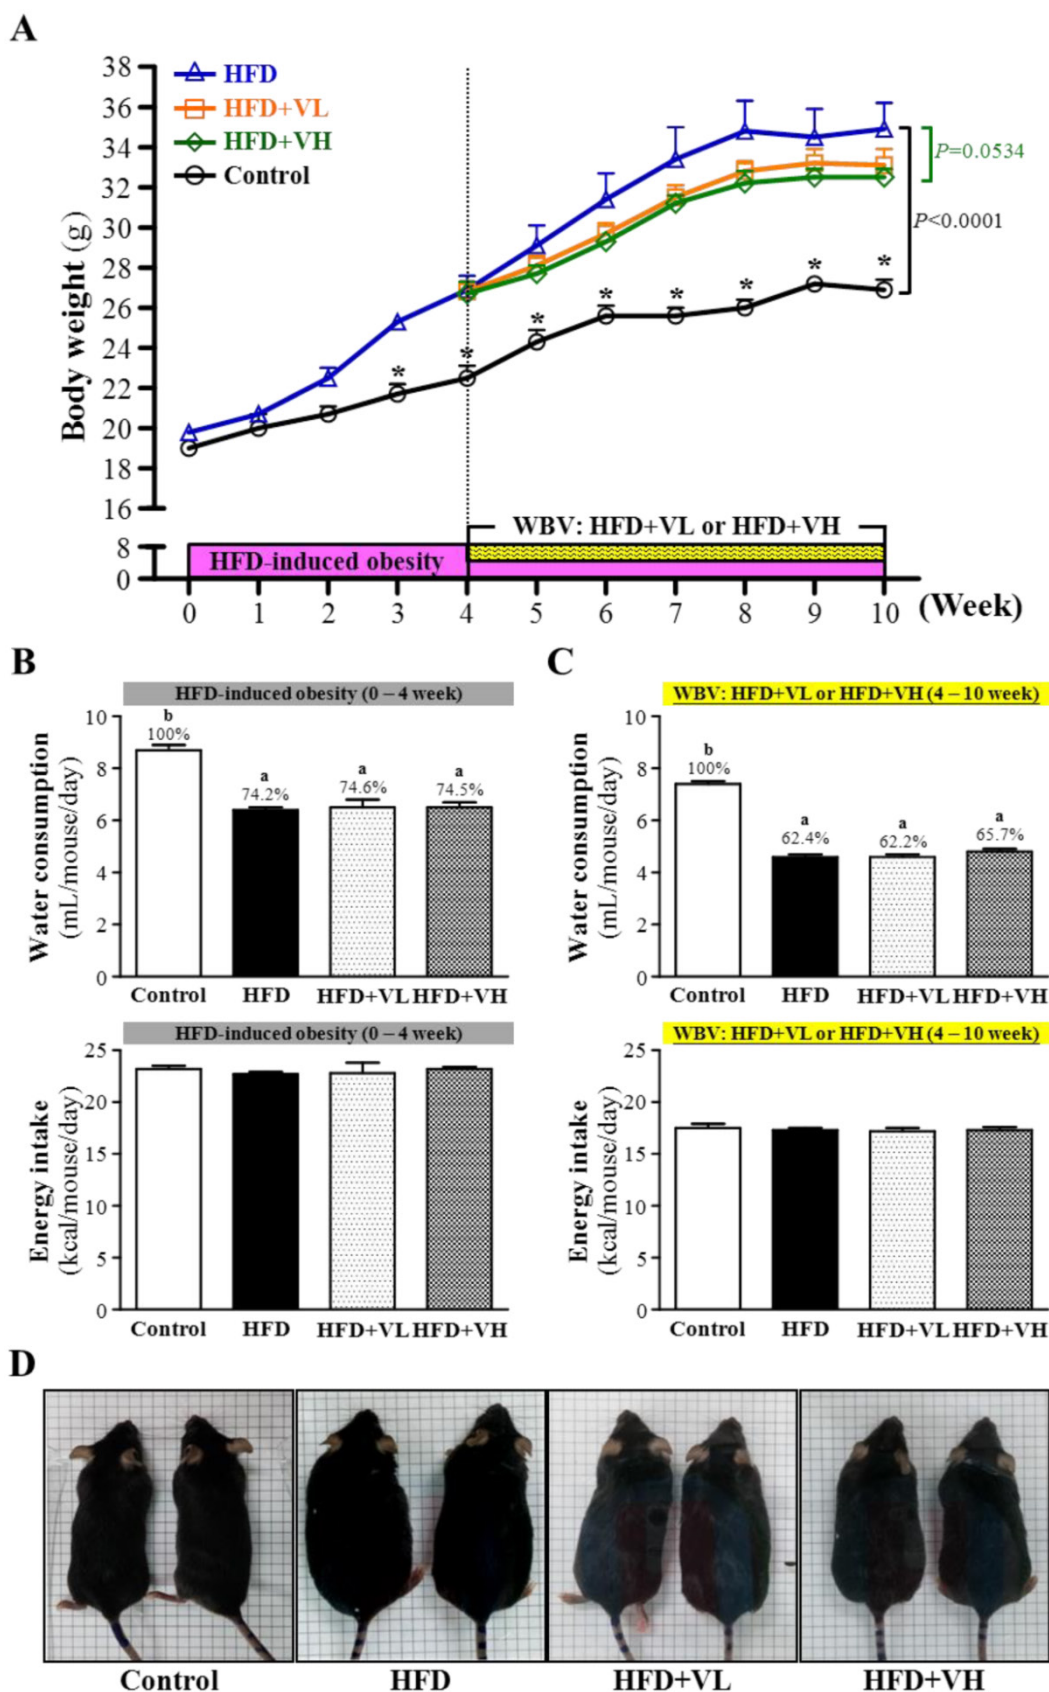 A
38
36
34
32
30
28
26
24
22
20
18
16
8
0
Body weight (g)
HFD
HFD+VL
HFD+VH
Control
P=0.0534
P<0.0001
* * * * * * * *
WBV: HFD+VL or HFD+VH
HFD-induced obesity
0 1 2 3 4 5 6 7 8 9 10 (Week)
B
HFD-induced obesity (0 – 4 week)
Water consumption
(mL/mouse/day)
10
8
6
4
2
0
b a a a
100% 74.2% 74.6% 74.5%
Control HFD HFD+VL HFD+VH
HFD-induced obesity (0 – 4 week)
Energy intake
(kcal/mouse/day)
25
20
15
10
5
0
Control HFD HFD+VL HFD+VH
C
WBV: HFD+VL or HFD+VH (4 – 10 week)
Water consumption
(mL/mouse/day)
10
8
6
4
2
0
b a a a
100% 62.4% 62.2% 65.7%
Control HFD HFD+VL HFD+VH
WBV: HFD+VL or HFD+VH (4 – 10 week)
Energy intake
(kcal/mouse/day)
25
20
15
10
5
0
Control HFD HFD+VL HFD+VH
D
Control HFD HFD+VL HFD+VH